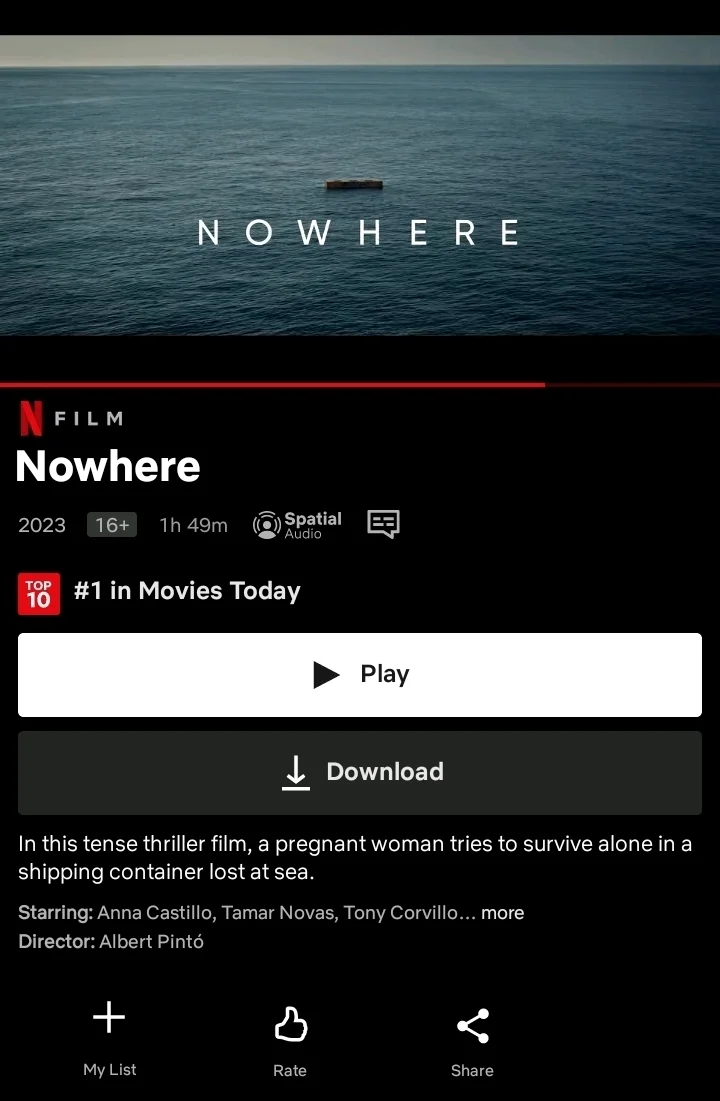 NOWHERE
N FILM
Nowhere
2023 16+ 1h 49m Spatial Audio
TOP 10 #1 in Movies Today
Play
Download
In this tense thriller film, a pregnant woman tries to survive alone in a
shipping container lost at sea.
Starring: Anna Castillo, Tamar Novas, Tony Corvillo... more
Director: Albert Pintó
My List Rate Share